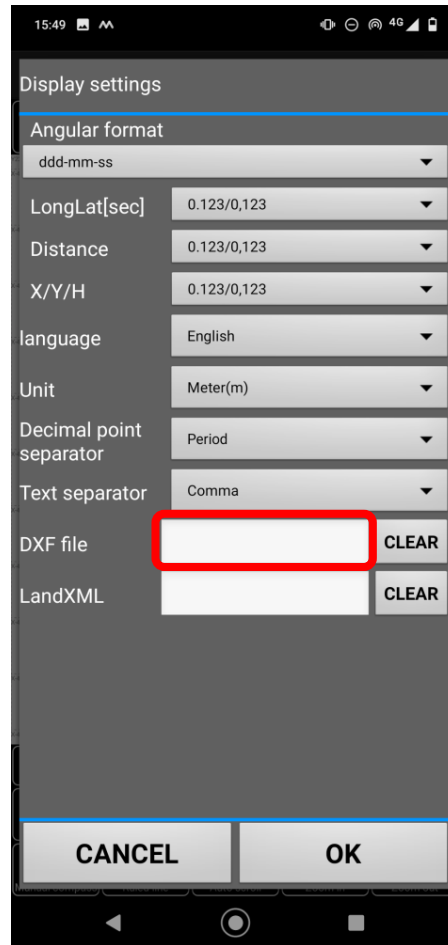 15:49 4G
Display settings
Angular format
ddd-mm-ss
LongLat[sec] 0.123/0,123
Distance 0.123/0,123
X/Y/H 0.123/0,123
language English
Unit Meter(m)
Decimal point
separator Period
Text separator Comma
DXF file CLEAR
LandXML CLEAR
CANCEL OK